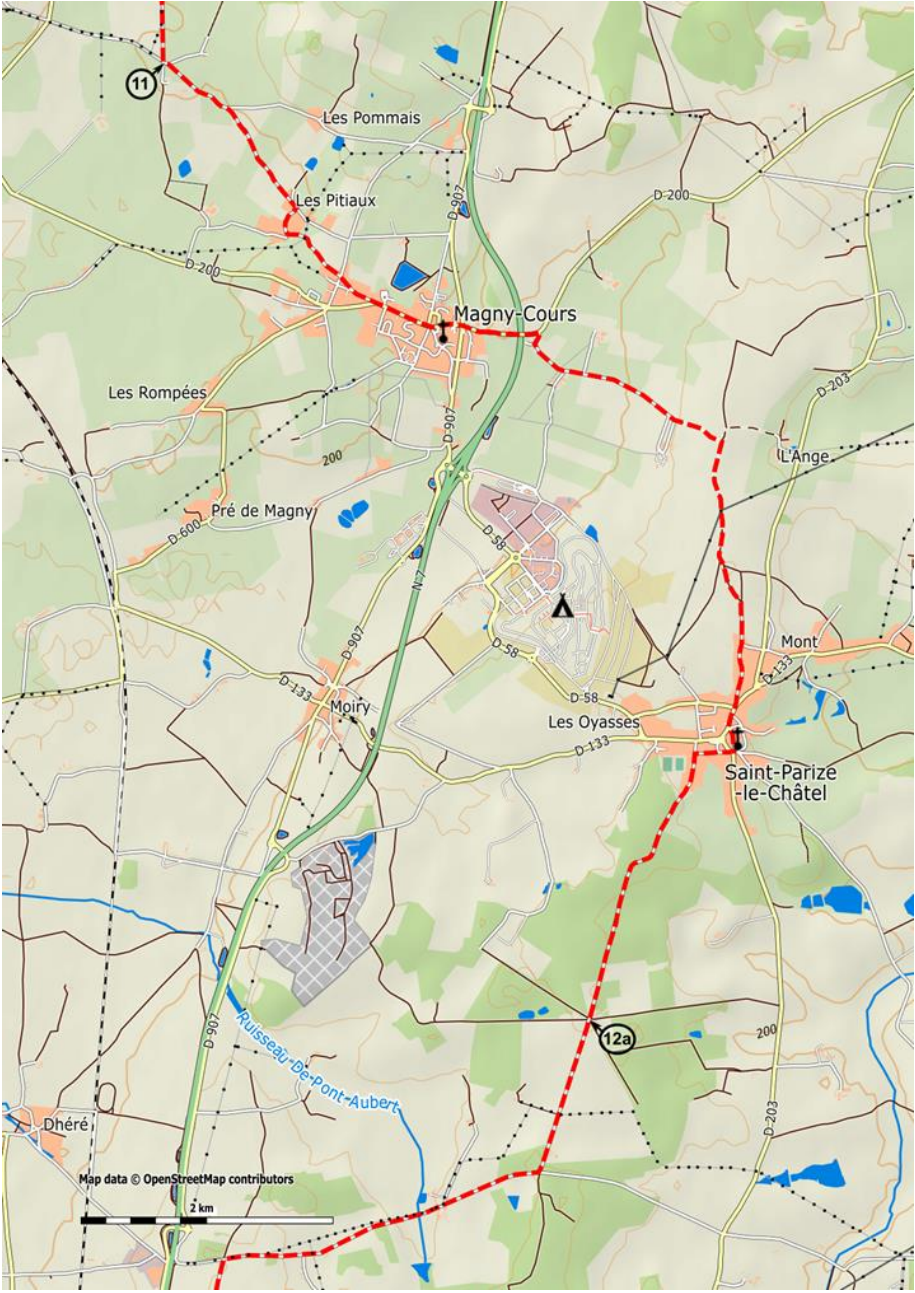 11
Les Pommais
D 907
Les Pitiaux
D 200
D 200
Magny-Cours
D-203
Les Rompées
D-907
200
L'Ange
Pré de Magny
D-600
D-58
N 7
D-907
D-58
Mont
D-133
D-133
D-58
Moiry
Les Oyasses
D-133
Saint-Parize
-le-Châtel
Ruisseau-De-Pont-Aubert
D-907
12a
200
D-203
Dhéré
Map data © OpenStreetMap contributors
2 km